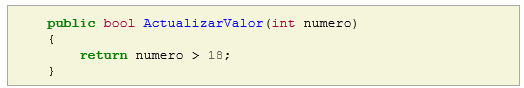 public bool ActualizarValor(int numero)
{
    return numero > 18;
}